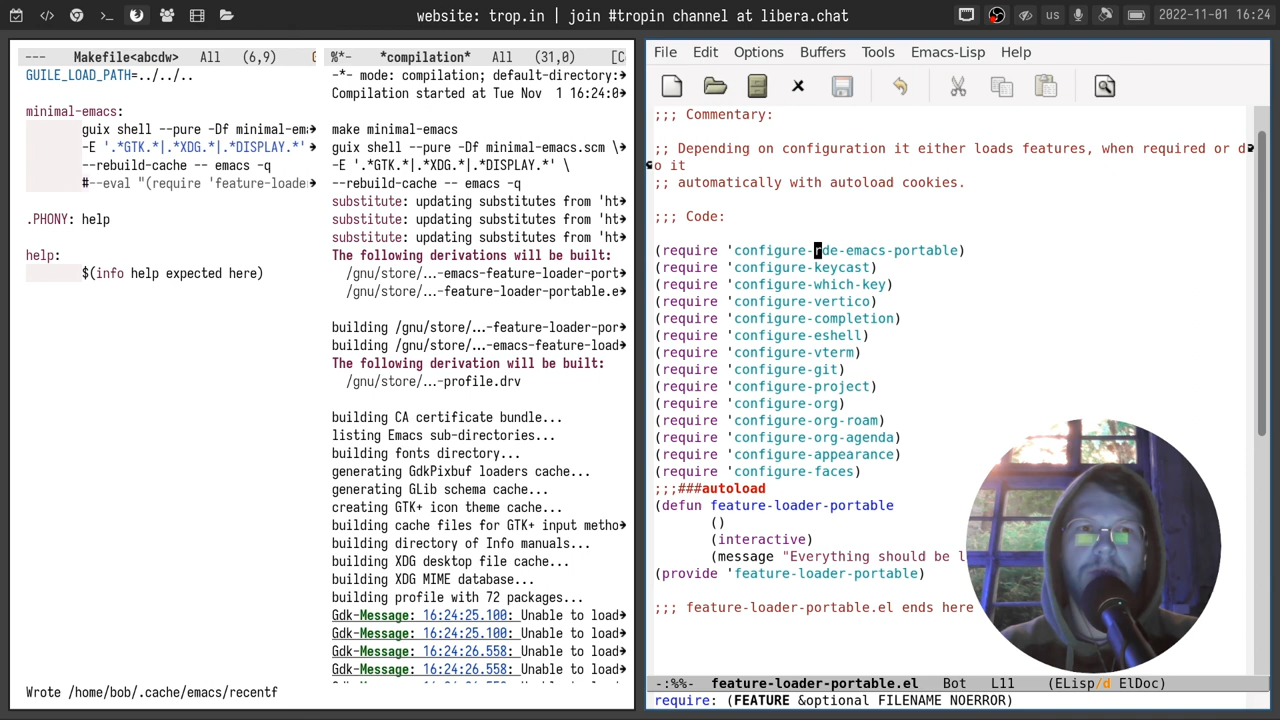 website: trop.in | join #tropin channel at libera.chat
us
2022-11-01 16:24
--- Makefile<abcdw> All (6,9)
GUILE_LOAD_PATH=../../..
minimal-emacs:
guix shell --pure -Df minimal-em
-E '.*GTK.*|.*XDG.*|.*DISPLAY.*'
--rebuild-cache -- emacs -q
#--eval "(require 'feature-loade
.PHONY: help
help:
$(info help expected here)
Wrote /home/bob/.cache/emacs/recentf
%*- *compilation* All (31,0) [C
-*- mode: compilation; default-directory:
Compilation started at Tue Nov 1 16:24:0
make minimal-emacs
guix shell --pure -Df minimal-emacs.scm \
-E '.*GTK.*|.*XDG.*|.*DISPLAY.*' \
--rebuild-cache -- emacs -q
substitute: updating substitutes from 'ht
substitute: updating substitutes from 'ht
substitute: updating substitutes from 'ht
The following derivations will be built:
/gnu/store/...-emacs-feature-loader-port
/gnu/store/...-feature-loader-portable.e
building /gnu/store/...-feature-loader-por
building /gnu/store/...-emacs-feature-load
The following derivation will be built:
/gnu/store/...-profile.drv
building CA certificate bundle...
listing Emacs sub-directories...
building fonts directory...
generating GdkPixbuf loaders cache...
generating GLib schema cache...
creating GTK+ icon theme cache...
building cache files for GTK+ input metho
building directory of Info manuals...
building XDG desktop file cache...
building XDG MIME database...
building profile with 72 packages...
Gdk-Message: 16:24:25.100: Unable to load
Gdk-Message: 16:24:25.100: Unable to load
Gdk-Message: 16:24:26.558: Unable to load
Gdk-Message: 16:24:26.558: Unable to load
File Edit Options Buffers Tools Emacs-Lisp Help
;;; Commentary:
;; Depending on configuration it either loads features, when required or d
o it
;; automatically with autoload cookies.
;;; Code:
(require 'configure-rde-emacs-portable)
(require 'configure-keycast)
(require 'configure-which-key)
(require 'configure-vertico)
(require 'configure-completion)
(require 'configure-eshell)
(require 'configure-vterm)
(require 'configure-git)
(require 'configure-project)
(require 'configure-org)
(require 'configure-org-roam)
(require 'configure-org-agenda)
(require 'configure-appearance)
(require 'configure-faces)
;;;###autoload
(defun feature-loader-portable
()
(interactive)
(message "Everything should be l
(provide 'feature-loader-portable)
;;; feature-loader-portable.el ends here
-:%%- feature-loader-portable.el Bot L11 (ELisp/d ElDoc)
require: (FEATURE &optional FILENAME NOERROR)